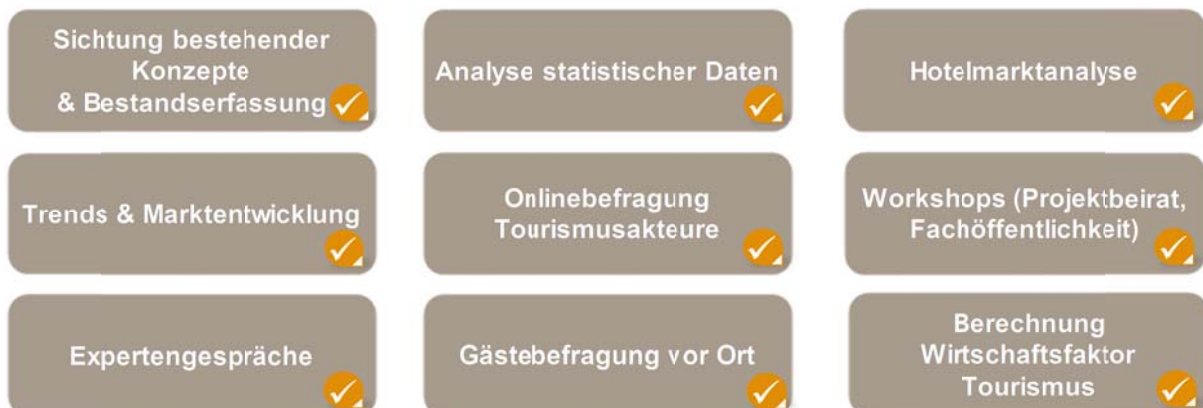 Sichtung bestehender
Konzepte
& Bestandserfassung
Analyse statistischer Daten
Hotelmarktanalyse
Trends & Marktentwicklung
Onlinebefragung
Tourismusakteure
Workshops (Projektbeirat,
Fachöffentlichkeit)
Expertengespräche
Gästebefragung vor Ort
Berechnung
Wirtschaftsfaktor
Tourismus